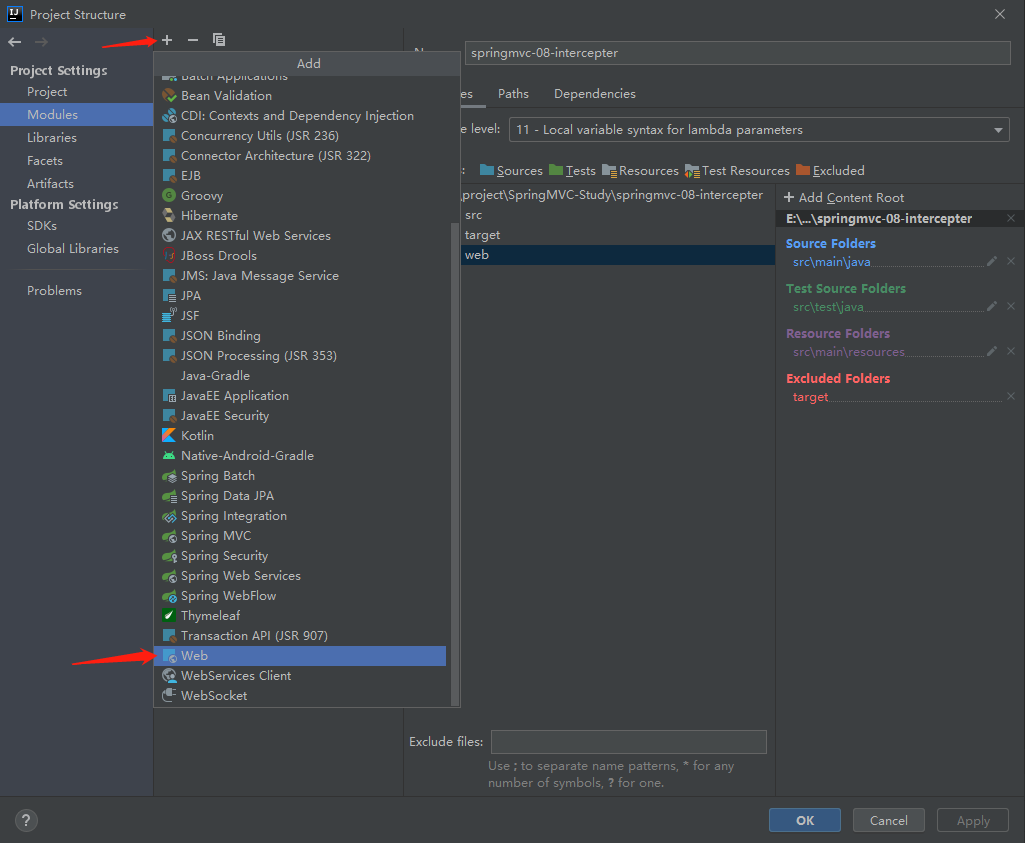 Project Structure
Project Settings
Project
Modules
Libraries
Facets
Artifacts
Platform Settings
SDKs
Global Libraries
Problems
Add
Batch Applications
Bean Validation
CDI: Contexts and Dependency Injection
Concurrency Utils (JSR 236)
Connector Architecture (JSR 322)
EJB
Groovy
Hibernate
JAX RESTful Web Services
JBoss Drools
JMS: Java Message Service
JPA
JSF
JSON Binding
JSON Processing (JSR 353)
Java-Gradle
JavaEE Application
JavaEE Security
Kotlin
Native-Android-Gradle
Spring Batch
Spring Data JPA
Spring Integration
Spring MVC
Spring Security
Spring Web Services
Spring WebFlow
Thymeleaf
Transaction API (JSR 907)
Web
WebServices Client
WebSocket
springmvc-08-intercepter
es Paths Dependencies
e level: 11 - Local variable syntax for lambda parameters
s: Sources Tests Resources Test Resources Excluded
.project\SpringMVC-Study\springmvc-08-intercepter
src
target
web
+ Add Content Root
E:\...\springmvc-08-intercepter
Source Folders
src\main\java
Test Source Folders
src\test\java
Resource Folders
src\main\resources
Excluded Folders
target
Exclude files:
Use ; to separate name patterns, * for any
number of symbols, ? for one.
?
OK Cancel Apply